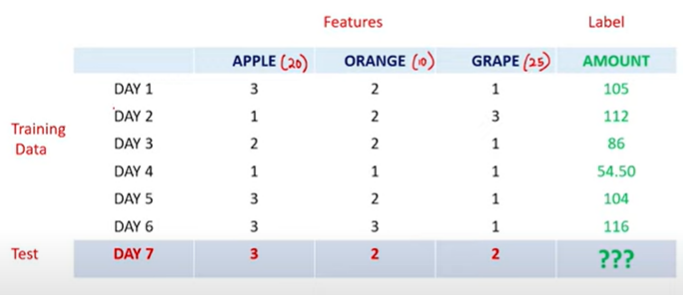 Features Label
APPLE (20) ORANGE (10) GRAPE (25) AMOUNT
DAY 1 3 2 1 105
DAY 2 1 2 3 112
Training
Data
DAY 3 2 2 1 86
DAY 4 1 1 1 54.50
DAY 5 3 2 1 104
DAY 6 3 3 1 116
Test DAY 7 3 2 2 ???